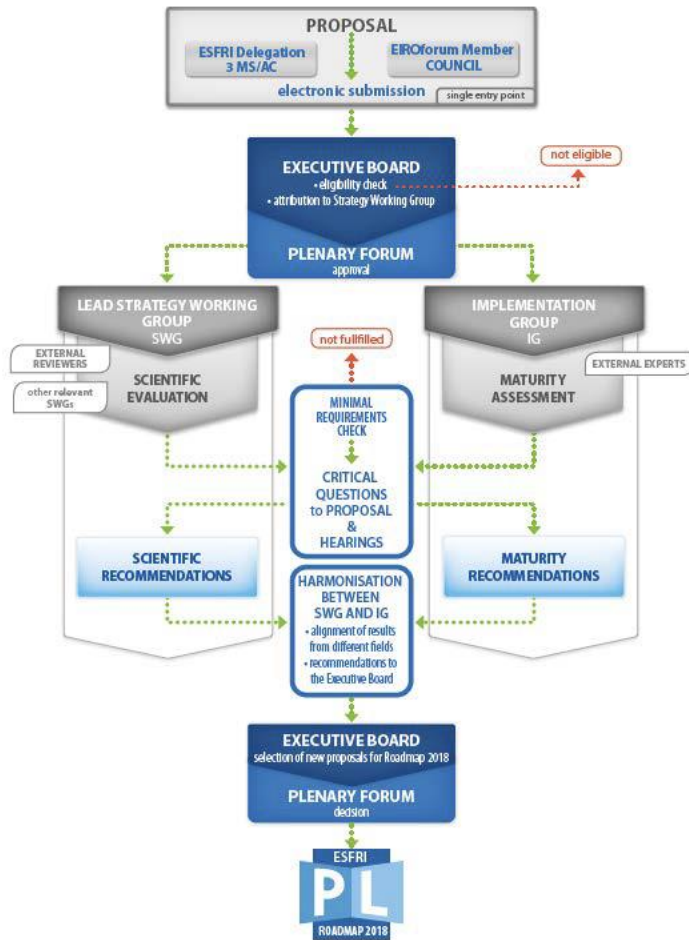 PROPOSAL
ESFRI Delegation
3 MS/AC
EIROforum Member
COUNCIL
electronic submission
single entry point
EXECUTIVE BOARD
• eligibility check
• attribution to Strategy Working Group
not eligible
PLENARY FORUM
approval
LEAD STRATEGY WORKING
GROUP
SWG
EXTERNAL
REVIEWERS
other relevant
SWGs
SCIENTIFIC
EVALUATION
IMPLEMENTATION
GROUP
IG
EXTERNAL EXPERTS
MATURITY
ASSESSMENT
not fullfilled
MINIMAL
REQUIREMENTS
CHECK
CRITICAL
QUESTIONS
to PROPOSAL
&
HEARINGS
SCIENTIFIC
RECOMMENDATIONS
MATURITY
RECOMMENDATIONS
HARMONISATION
BETWEEN
SWG AND IG
• alignment of results
from different fields
• recommendations to
the Executive Board
EXECUTIVE BOARD
selection of new proposals for Roadmap 2018
PLENARY FORUM
decision
ESFRI
PL
ROADMAP 2018